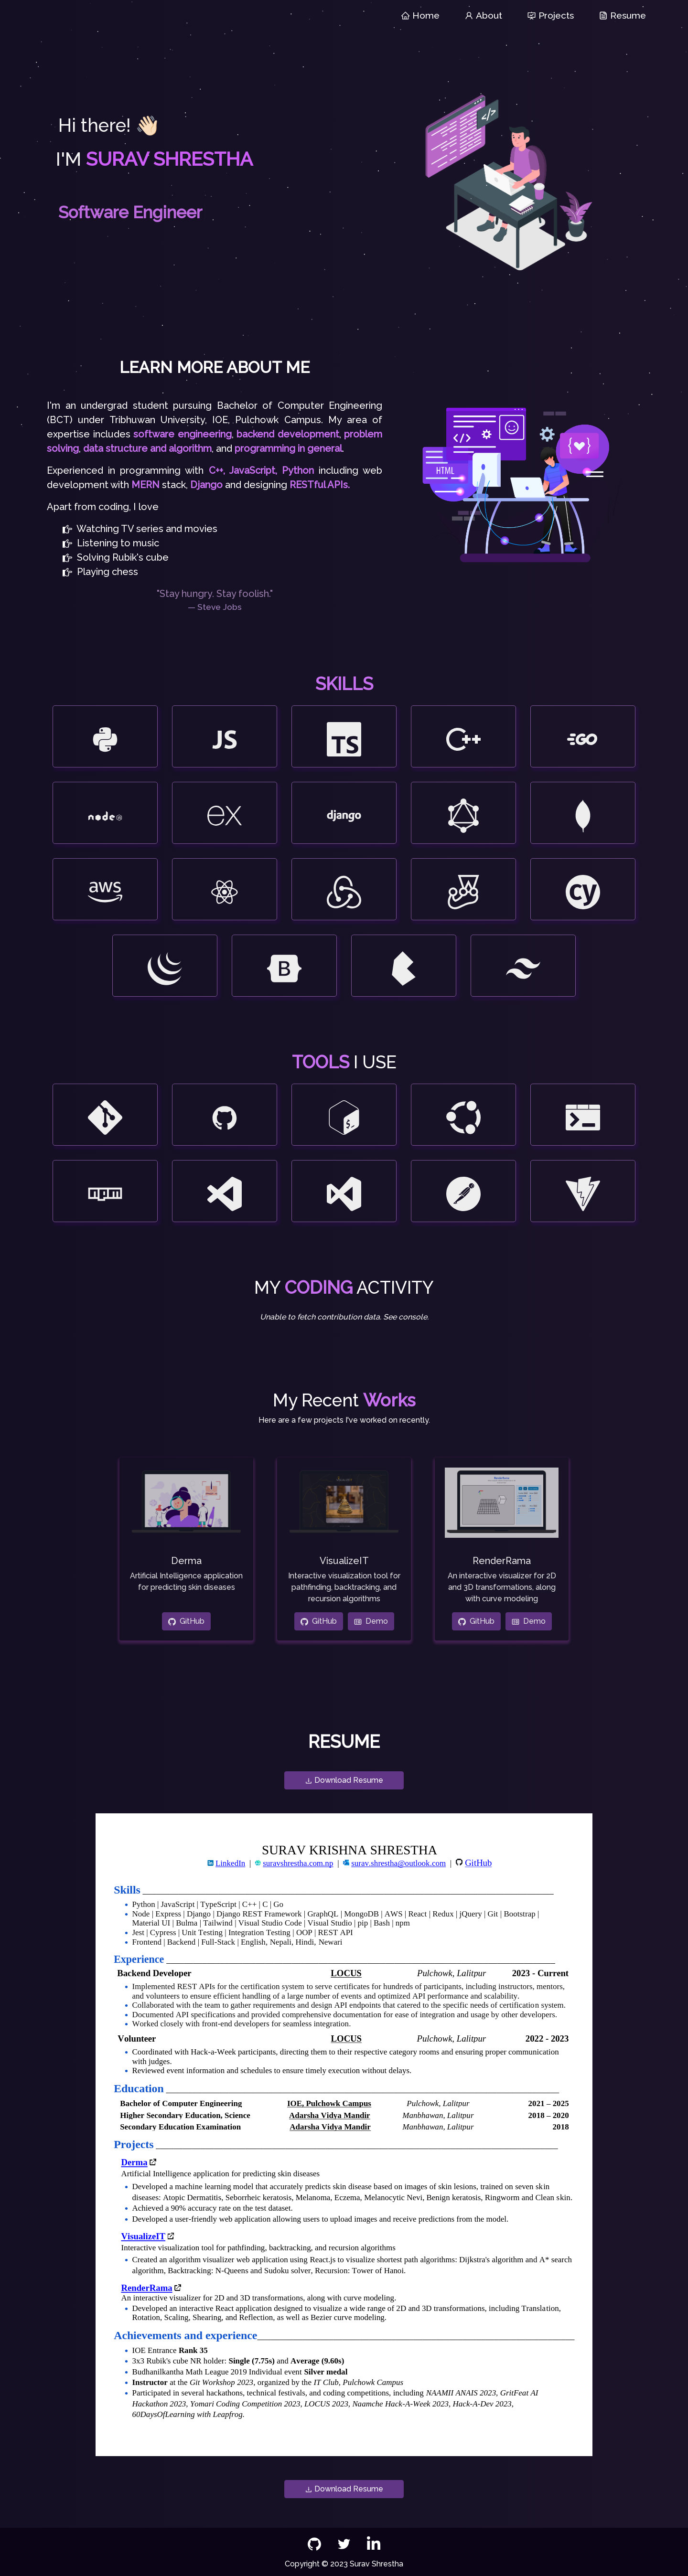 Home
About
Projects
Resume
Hi there! 👋🏻
I'M SURAV SHRESTHA
Software Engineer
LEARN MORE ABOUT ME
I'm an undergrad student pursuing Bachelor of Computer Engineering
(BCT) under Tribhuwan University, IOE, Pulchowk Campus. My area of
expertise includes software engineering, backend development, problem
solving, data structure and algorithm, and programming in general.
Experienced in programming with C++, JavaScript, Python including web
development with MERN stack, Django and designing RESTful APIs.
Apart from coding, I love
Watching TV series and movies
Listening to music
Solving Rubik's cube
Playing chess
"Stay hungry. Stay foolish."
— Steve Jobs
HTML
SKILLS
JS
TS
C++
GO
node
ex
django
aws
cy
B
TOOLS I USE
$_
npm
MY CODING ACTIVITY
Unable to fetch contribution data. See console.
My Recent Works
Here are a few projects I've worked on recently.
Derma
Artificial Intelligence application
for predicting skin diseases
GitHub
VisualizeIT
Interactive visualization tool for
pathfinding, backtracking, and
recursion algorithms
GitHub
Demo
RenderRama
An interactive visualizer for 2D
and 3D transformations, along
with curve modeling
GitHub
Demo
RESUME
Download Resume
SURAV KRISHNA SHRESTHA
LinkedIn | suravshrestha.com.np | surav.shrestha@outlook.com | GitHub
Skills
Python | JavaScript | TypeScript | C++ | C | Go
Node | Express | Django | Django REST Framework | GraphQL | MongoDB | AWS | React | Redux | jQuery | Git | Bootstrap |
Material UI | Bulma | Tailwind | Visual Studio Code | Visual Studio | pip | Bash | npm
Jest | Cypress | Unit Testing | Integration Testing | OOP | REST API
Frontend | Backend | Full-Stack | English, Nepali, Hindi, Newari
Experience
Backend Developer LOCUS Pulchowk, Lalitpur 2023 - Current
Implemented REST APIs for the certification system to serve certificates for hundreds of participants, including instructors, mentors,
and volunteers to ensure efficient handling of a large number of events and optimized API performance and scalability.
Collaborated with the team to gather requirements and design API endpoints that catered to the specific needs of certification system.
Documented API specifications and provided comprehensive documentation for ease of integration and usage by other developers.
Worked closely with front-end developers for seamless integration.
Volunteer LOCUS Pulchowk, Lalitpur 2022 - 2023
Coordinated with Hack-a-Week participants, directing them to their respective category rooms and ensuring proper communication
with judges.
Reviewed event information and schedules to ensure timely execution without delays.
Education
Bachelor of Computer Engineering IOE, Pulchowk Campus Pulchowk, Lalitpur 2021 – 2025
Higher Secondary Education, Science Adarsha Vidya Mandir Manbhawan, Lalitpur 2018 – 2020
Secondary Education Examination Adarsha Vidya Mandir Manbhawan, Lalitpur 2018
Projects
Derma
Artificial Intelligence application for predicting skin diseases
Developed a machine learning model that accurately predicts skin disease based on images of skin lesions, trained on seven skin
diseases: Atopic Dermatitis, Seborrheic keratosis, Melanoma, Eczema, Melanocytic Nevi, Benign keratosis, Ringworm and Clean skin.
Achieved a 90% accuracy rate on the test dataset.
Developed a user-friendly web application allowing users to upload images and receive predictions from the model.
VisualizeIT
Interactive visualization tool for pathfinding, backtracking, and recursion algorithms
Created an algorithm visualizer web application using React.js to visualize shortest path algorithms: Dijkstra's algorithm and A* search
algorithm, Backtracking: N-Queens and Sudoku solver, Recursion: Tower of Hanoi.
RenderRama
An interactive visualizer for 2D and 3D transformations, along with curve modeling.
Developed an interactive React application designed to visualize a wide range of 2D and 3D transformations, including Translation,
Rotation, Scaling, Shearing, and Reflection, as well as Bezier curve modeling.
Achievements and experience
IOE Entrance Rank 35
3x3 Rubik's cube NR holder: Single (7.75s) and Average (9.60s)
Budhanilkantha Math League 2019 Individual event Silver medal
Instructor at the Git Workshop 2023, organized by the IT Club, Pulchowk Campus
Participated in several hackathons, technical festivals, and coding competitions, including NAAMII ANAIS 2023, GritFeat AI
Hackathon 2023, Yomari Coding Competition 2023, LOCUS 2023, Naamche Hack-A-Week 2023, Hack-A-Dev 2023,
60DaysOfLearning with Leapfrog.
Download Resume
Copyright © 2023 Surav Shrestha